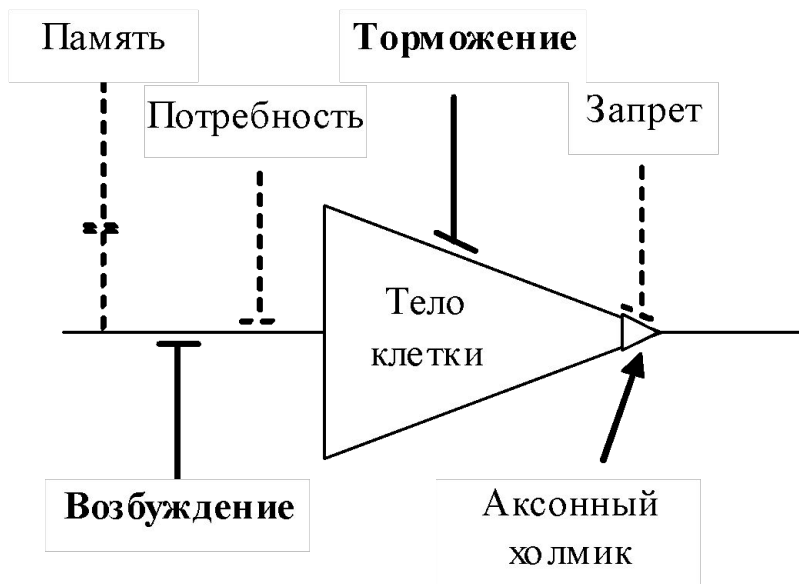 Память
Торможение
Потребность
Запрет
Тело
клетки
Возбуждение
Аксонный
холмик